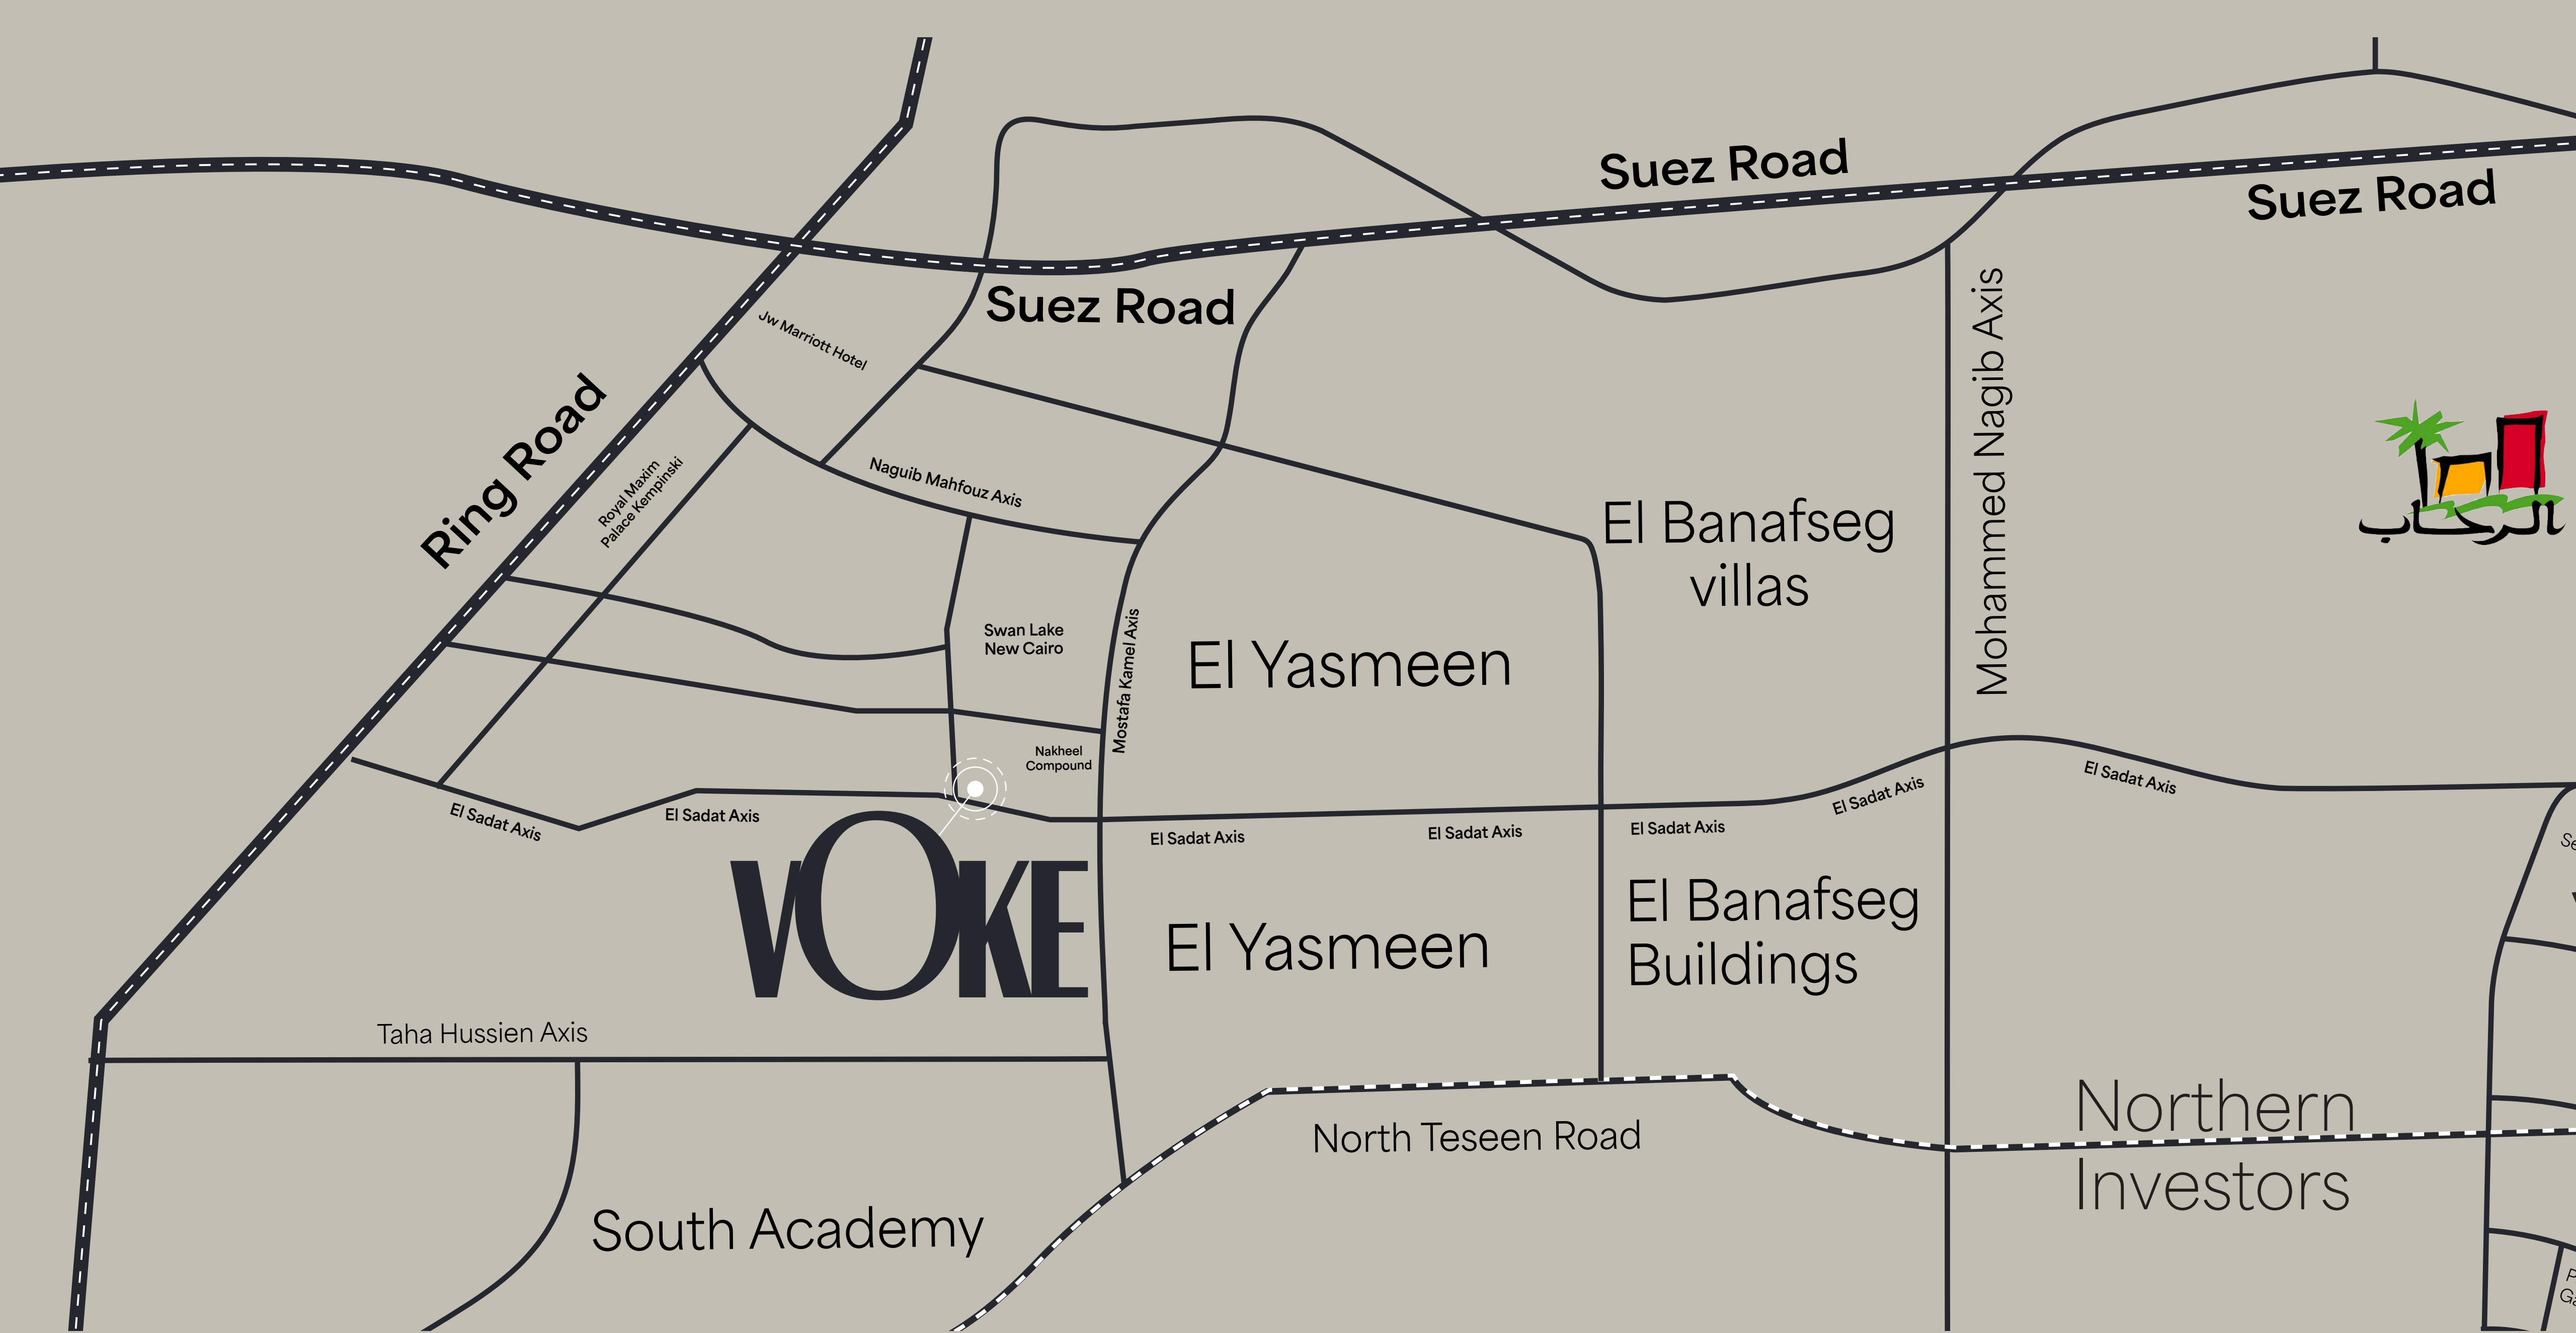 Suez Road
Suez Road
Suez Road
Jw Marriott Hotel
Ring Road
Royal Maxim
Palace Kempinski
Naguib Mahfouz Axis
Mohammed Nagib Axis
El Banafseg
villas
الرحاب
Swan Lake
New Cairo
Mostafa Kamel Axis
El Yasmeen
Nakheel
Compound
El Sadat Axis
El Sadat Axis
El Sadat Axis
El Sadat Axis
El Sadat Axis
El Sadat Axis
El Sadat Axis
VOKE
El Yasmeen
El Banafseg
Buildings
Taha Hussien Axis
North Teseen Road
Northern
Investors
South Academy